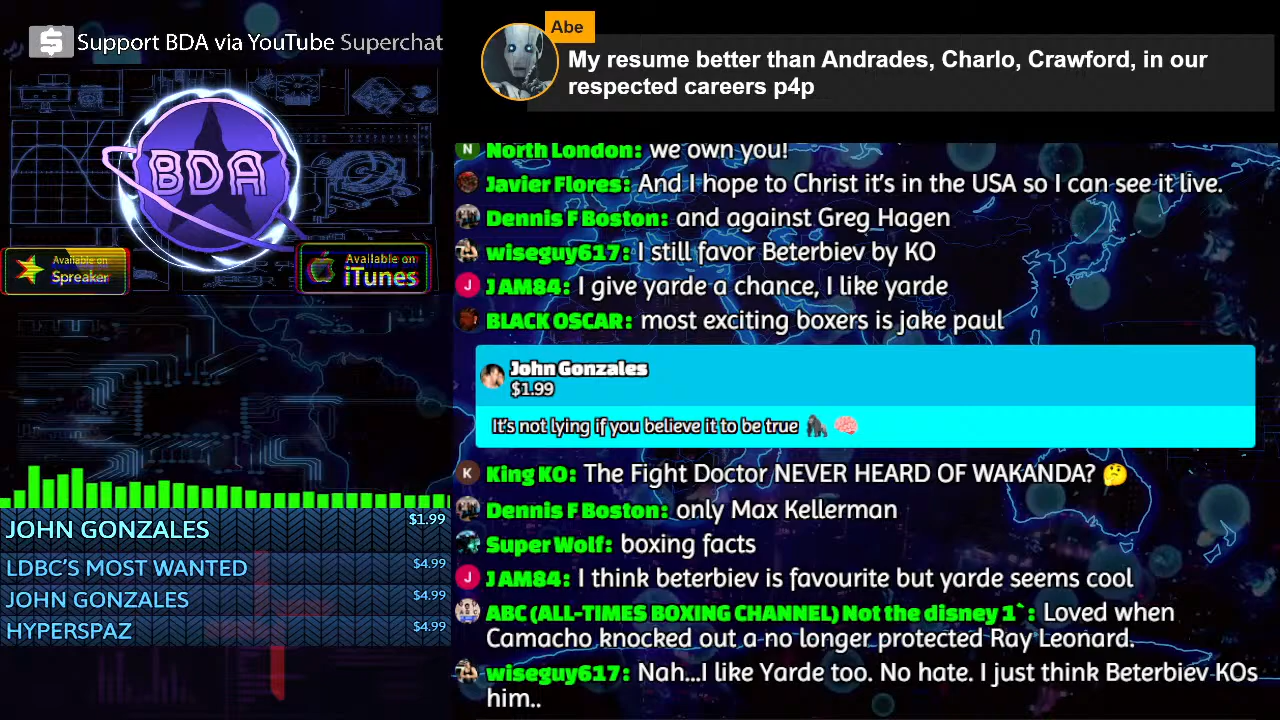 Support BDA via YouTube Superchat
BDA
Available on
Spreaker
Available on
iTunes
JOHN GONZALES $1.99
LDBC'S MOST WANTED $4.99
JOHN GONZALES $4.99
HYPERSPAZ $4.99
Abe
My resume better than Andrades, Charlo, Crawford, in our
respected careers p4p
N North London: we own you!
Javier Flores: And I hope to Christ it's in the USA so I can see it live.
Dennis F Boston: and against Greg Hagen
wiseguy617: I still favor Beterbiev by KO
J J AM84: I give yarde a chance, I like yarde
BLACK OSCAR: most exciting boxers is jake paul
John Gonzales
$1.99
It's not lying if you believe it to be true 🦍 🧠
K King KO: The Fight Doctor NEVER HEARD OF WAKANDA? 🤔
Dennis F Boston: only Max Kellerman
Super Wolf: boxing facts
J J AM84: I think beterbiev is favourite but yarde seems cool
ABC (ALL-TIMES BOXING CHANNEL) Not the disney 1`: Loved when
Camacho knocked out a no longer protected Ray Leonard.
wiseguy617: Nah...I like Yarde too. No hate. I just think Beterbiev KOs
him..